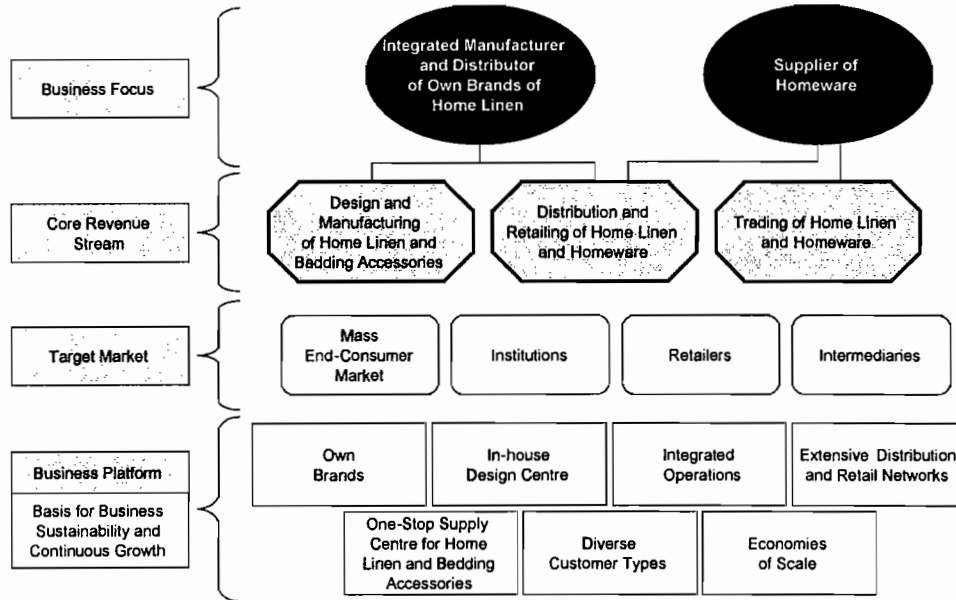 Business Focus
Integrated Manufacturer
and Distributor
of Own Brands of
Home Linen
Supplier of
Homeware
Core Revenue
Stream
Design and
Manufacturing
of Home Linen and
Bedding Accessories
Distribution and
Retailing of Home Linen
and Homeware
Trading of Home Linen
and Homeware
Target Market
Mass
End-Consumer
Market
Institutions
Retailers
Intermediaries
Business Platform
Basis for Business
Sustainability and
Continuous Growth
Own
Brands
In-house
Design Centre
Integrated
Operations
Extensive Distribution
and Retail Networks
One-Stop Supply
Centre for Home
Linen and Bedding
Accessories
Diverse
Customer Types
Economies
of Scale